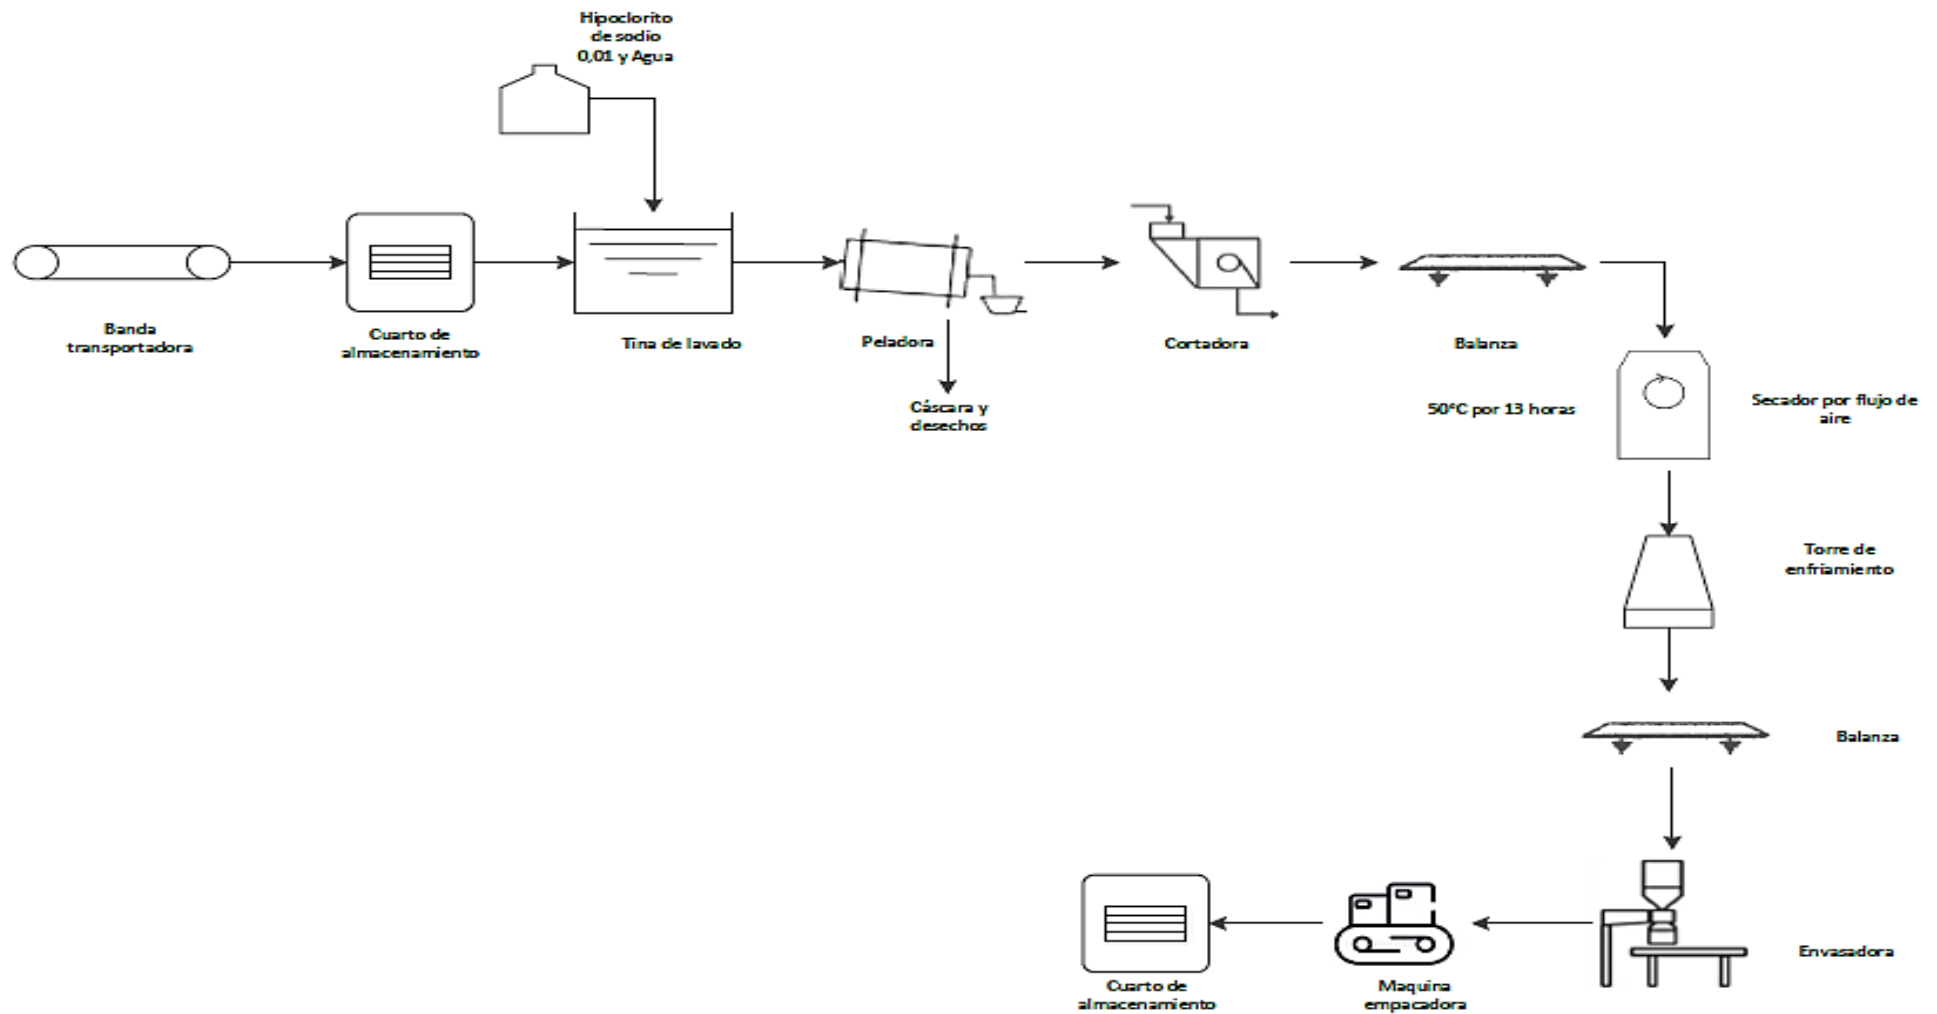 Hipoclorito
de sodio
0,01 y Agua
Banda
transportadora
Cuarto de
almacenamiento
Tina de lavado
Peladora
Cortadora
Balanza
Cáscara y
desechos
50°C por 13 horas
Secador por flujo de
aire
Torre de
enfriamiento
Balanza
Envasadora
Maquina
empacadora
Cuarto de
almacenamiento